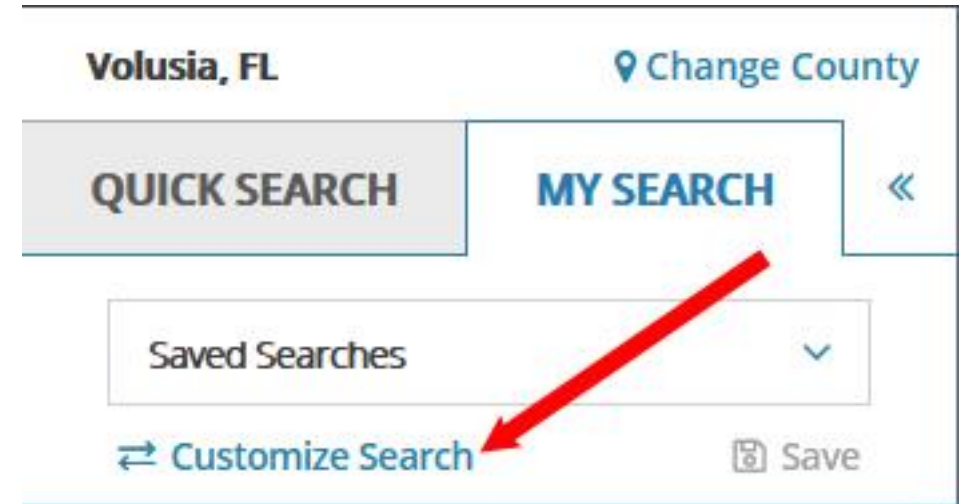 Volusia, FL Change County
QUICK SEARCH MY SEARCH «
Saved Searches
Customize Search Save